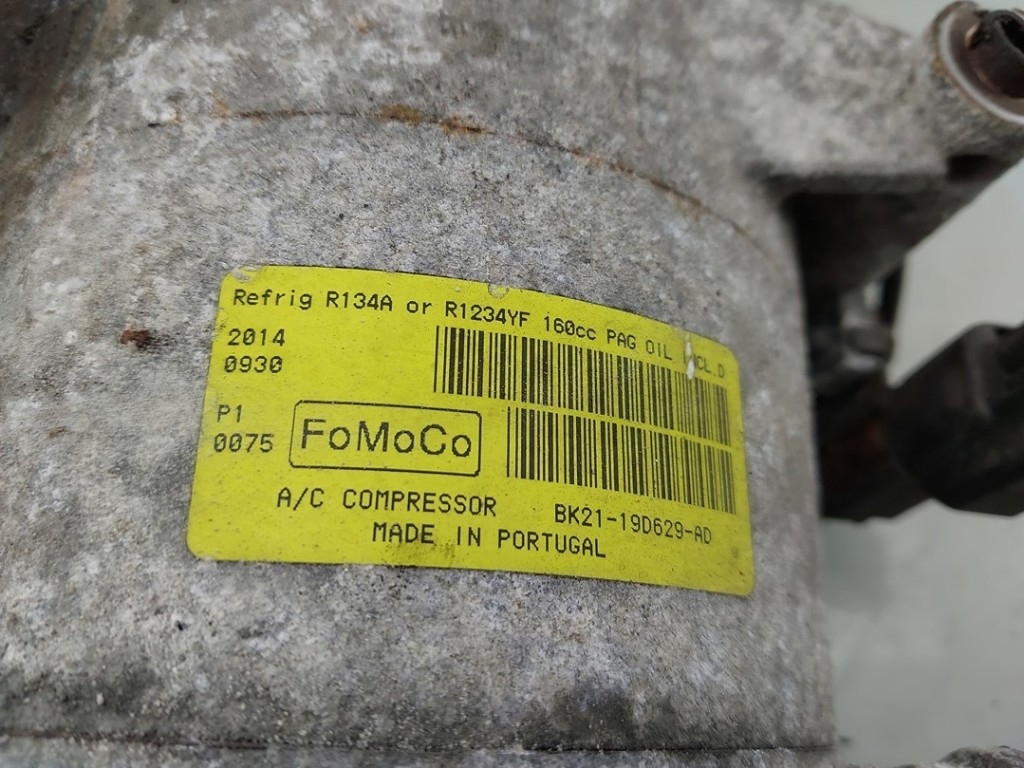 Refrig R134A or R1234YF 160cc PAG OIL CL.D
2014
0930
P1
0075
FoMoCo
A/C COMPRESSOR BK21-19D629-AD
MADE IN PORTUGAL